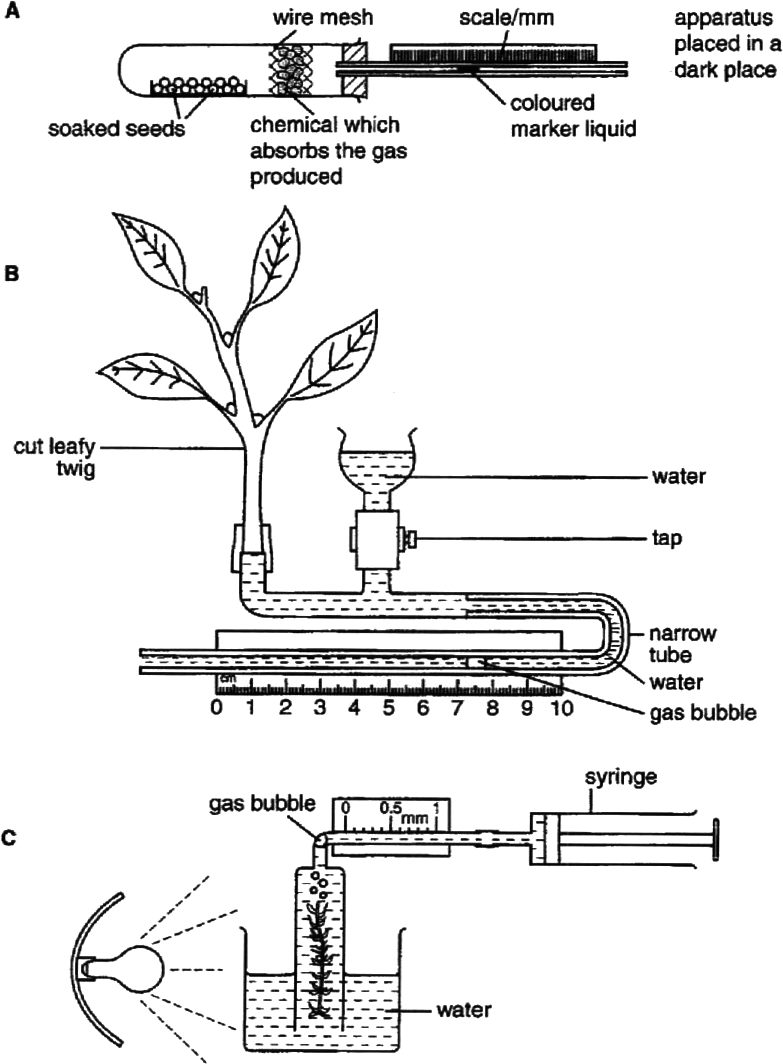 A
wire mesh
scale/mm
apparatus
placed in a
dark place
soaked seeds
chemical which
absorbs the gas
produced
coloured
marker liquid
B
cut leafy
twig
water
tap
narrow
tube
water
gas bubble
cm
0 1 2 3 4 5 6 7 8 9 10
C
gas bubble
syringe
0 0.5 1
mm
water